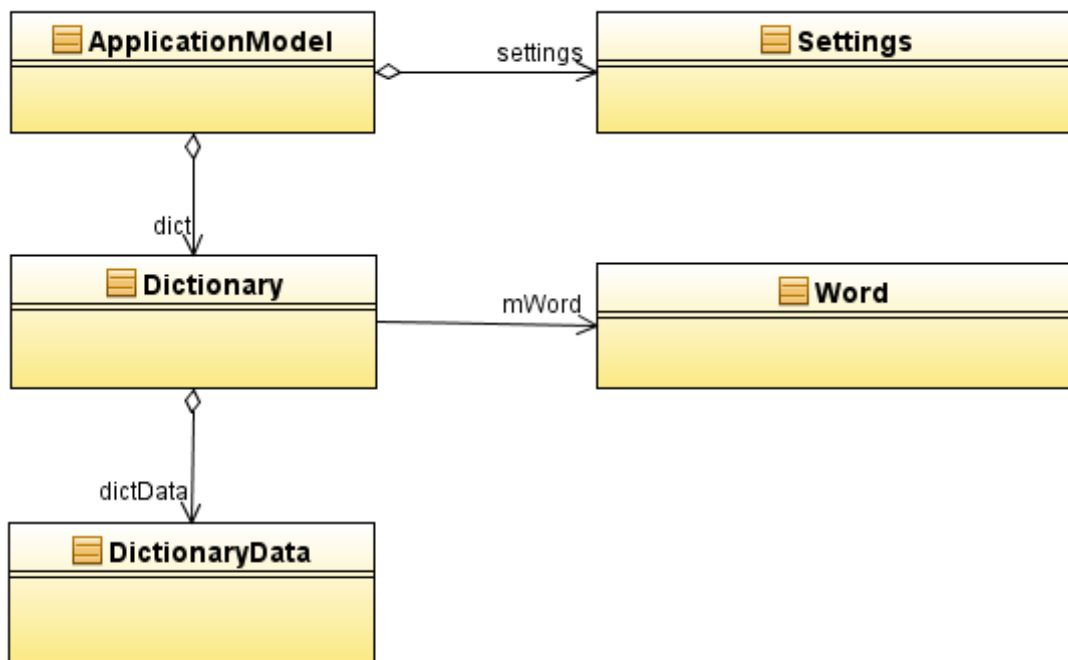 ApplicationModel
settings
Settings
dict
Dictionary
mWord
Word
dictData
DictionaryData